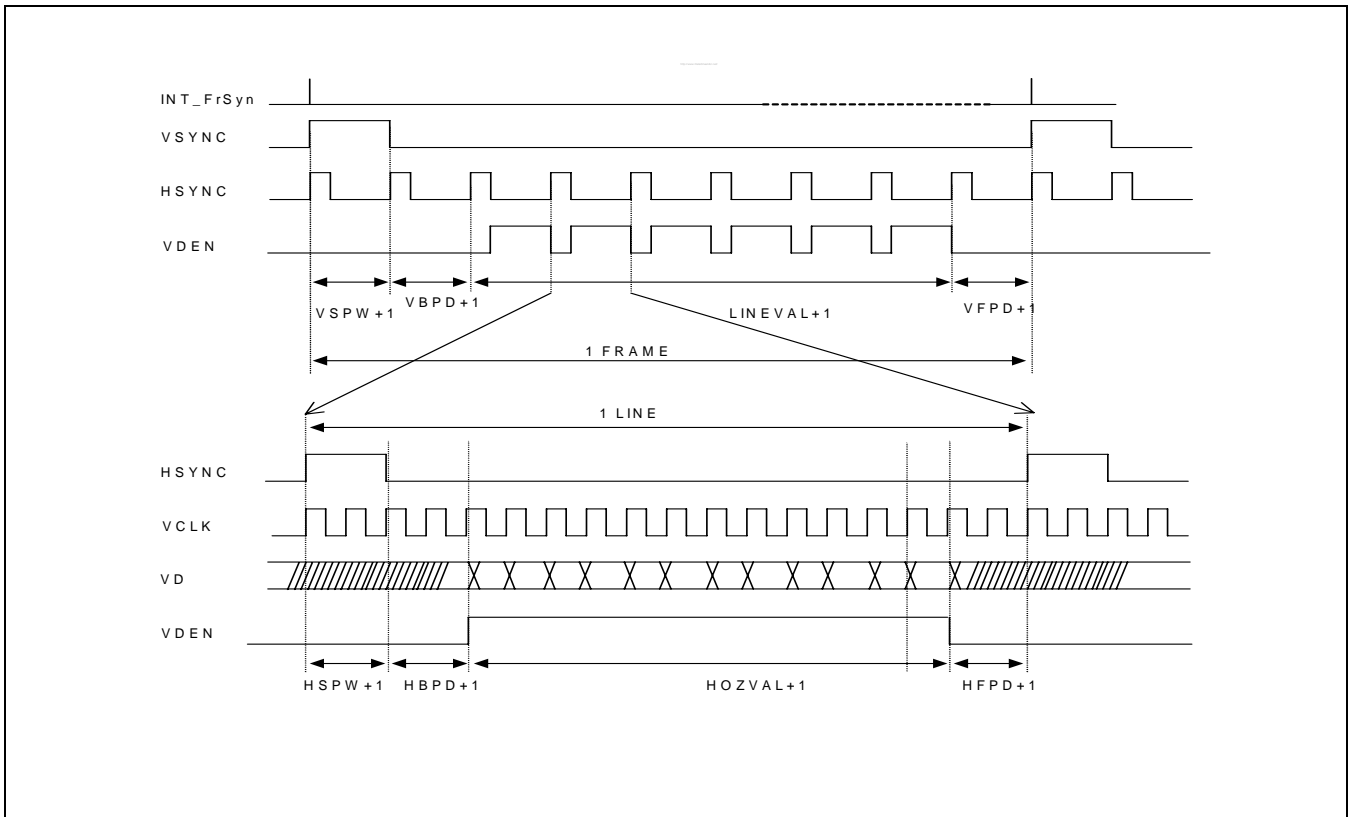 INT_FrSyn
VSYNC
HSYNC
VDEN
VSPW+1
VBPD+1
LINEVAL+1
VFPD+1
1 FRAME
1 LINE
HSYNC
VCLK
VD
VDEN
HSPW+1
HBPD+1
HOZVAL+1
HFPD+1